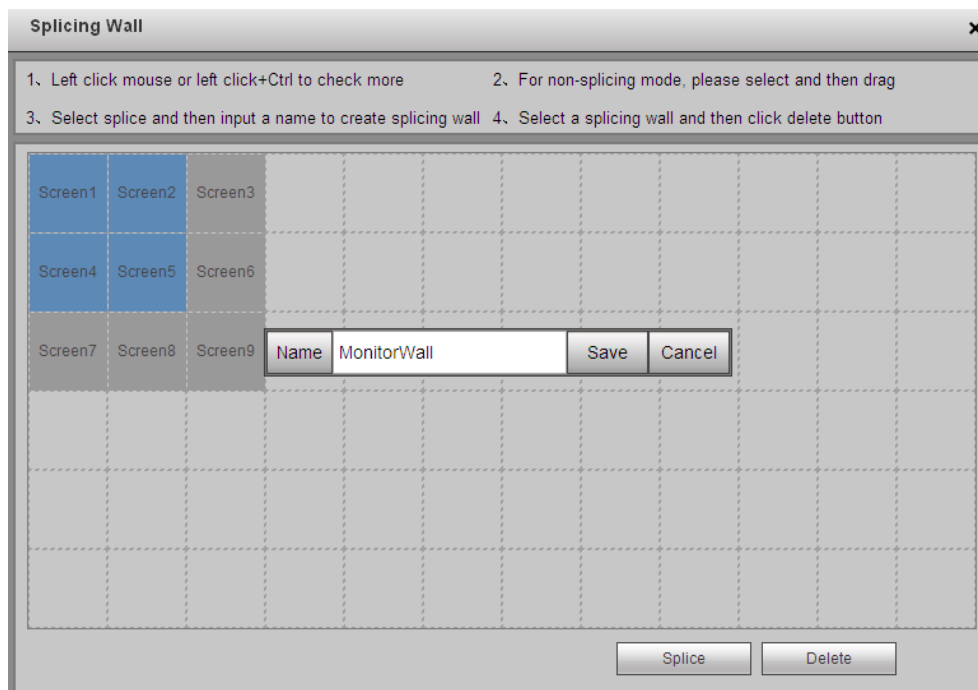 Splicing Wall
1、Left click mouse or left click+Ctrl to check more 2、For non-splicing mode, please select and then drag
3、Select splice and then input a name to create splicing wall 4、Select a splicing wall and then click delete button
Screen1 Screen2 Screen3
Screen4 Screen5 Screen6
Screen7 Screen8 Screen9 Name MonitorWall Save Cancel
Splice Delete